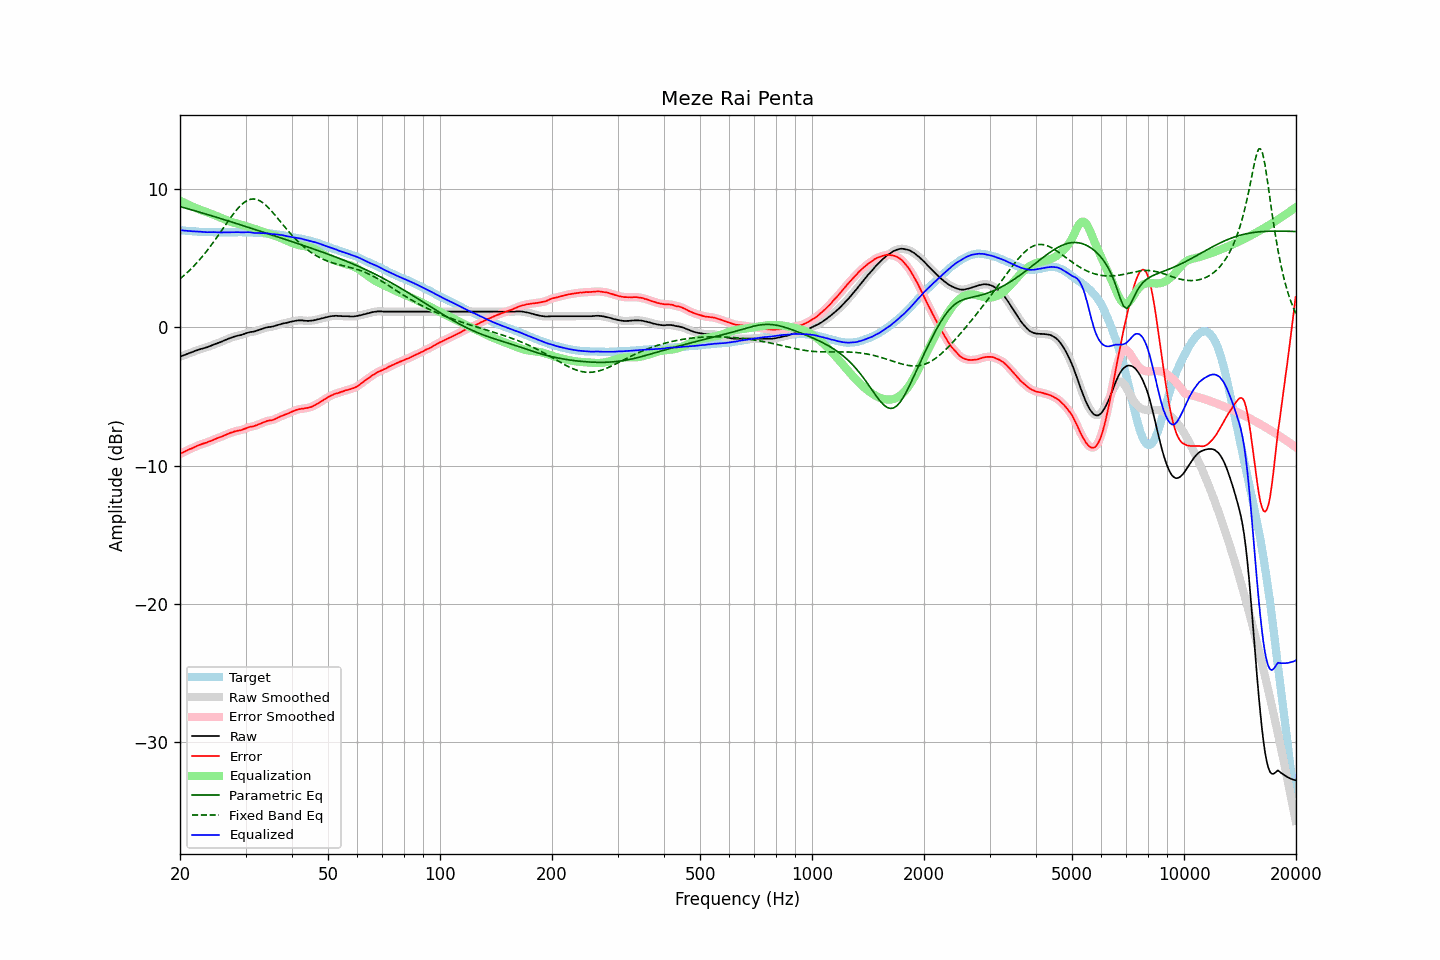 Meze Rai Penta
Amplitude (dBr)
10
0
−10
−20
−30
Target
Raw Smoothed
Error Smoothed
Raw
Error
Equalization
Parametric Eq
Fixed Band Eq
Equalized
20 50 100 200 500 1000 2000 5000 10000 20000
Frequency (Hz)